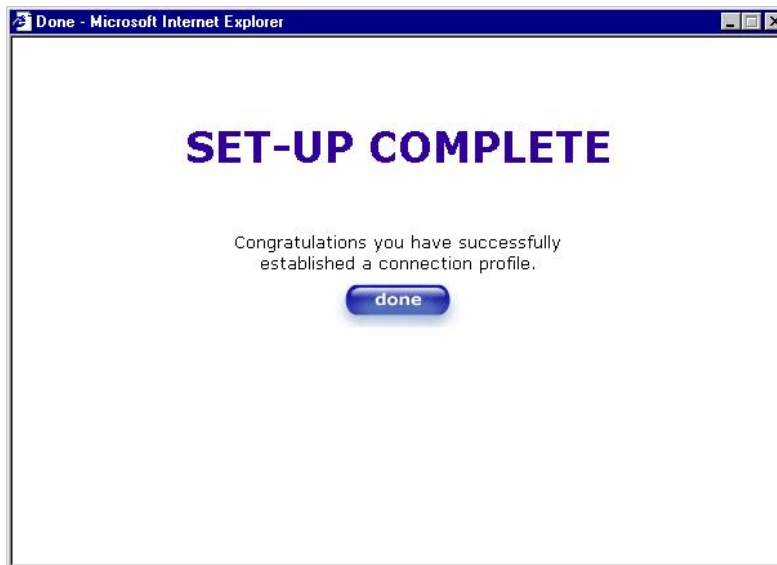 Done - Microsoft Internet Explorer
SET-UP COMPLETE
Congratulations you have successfully
established a connection profile.
done